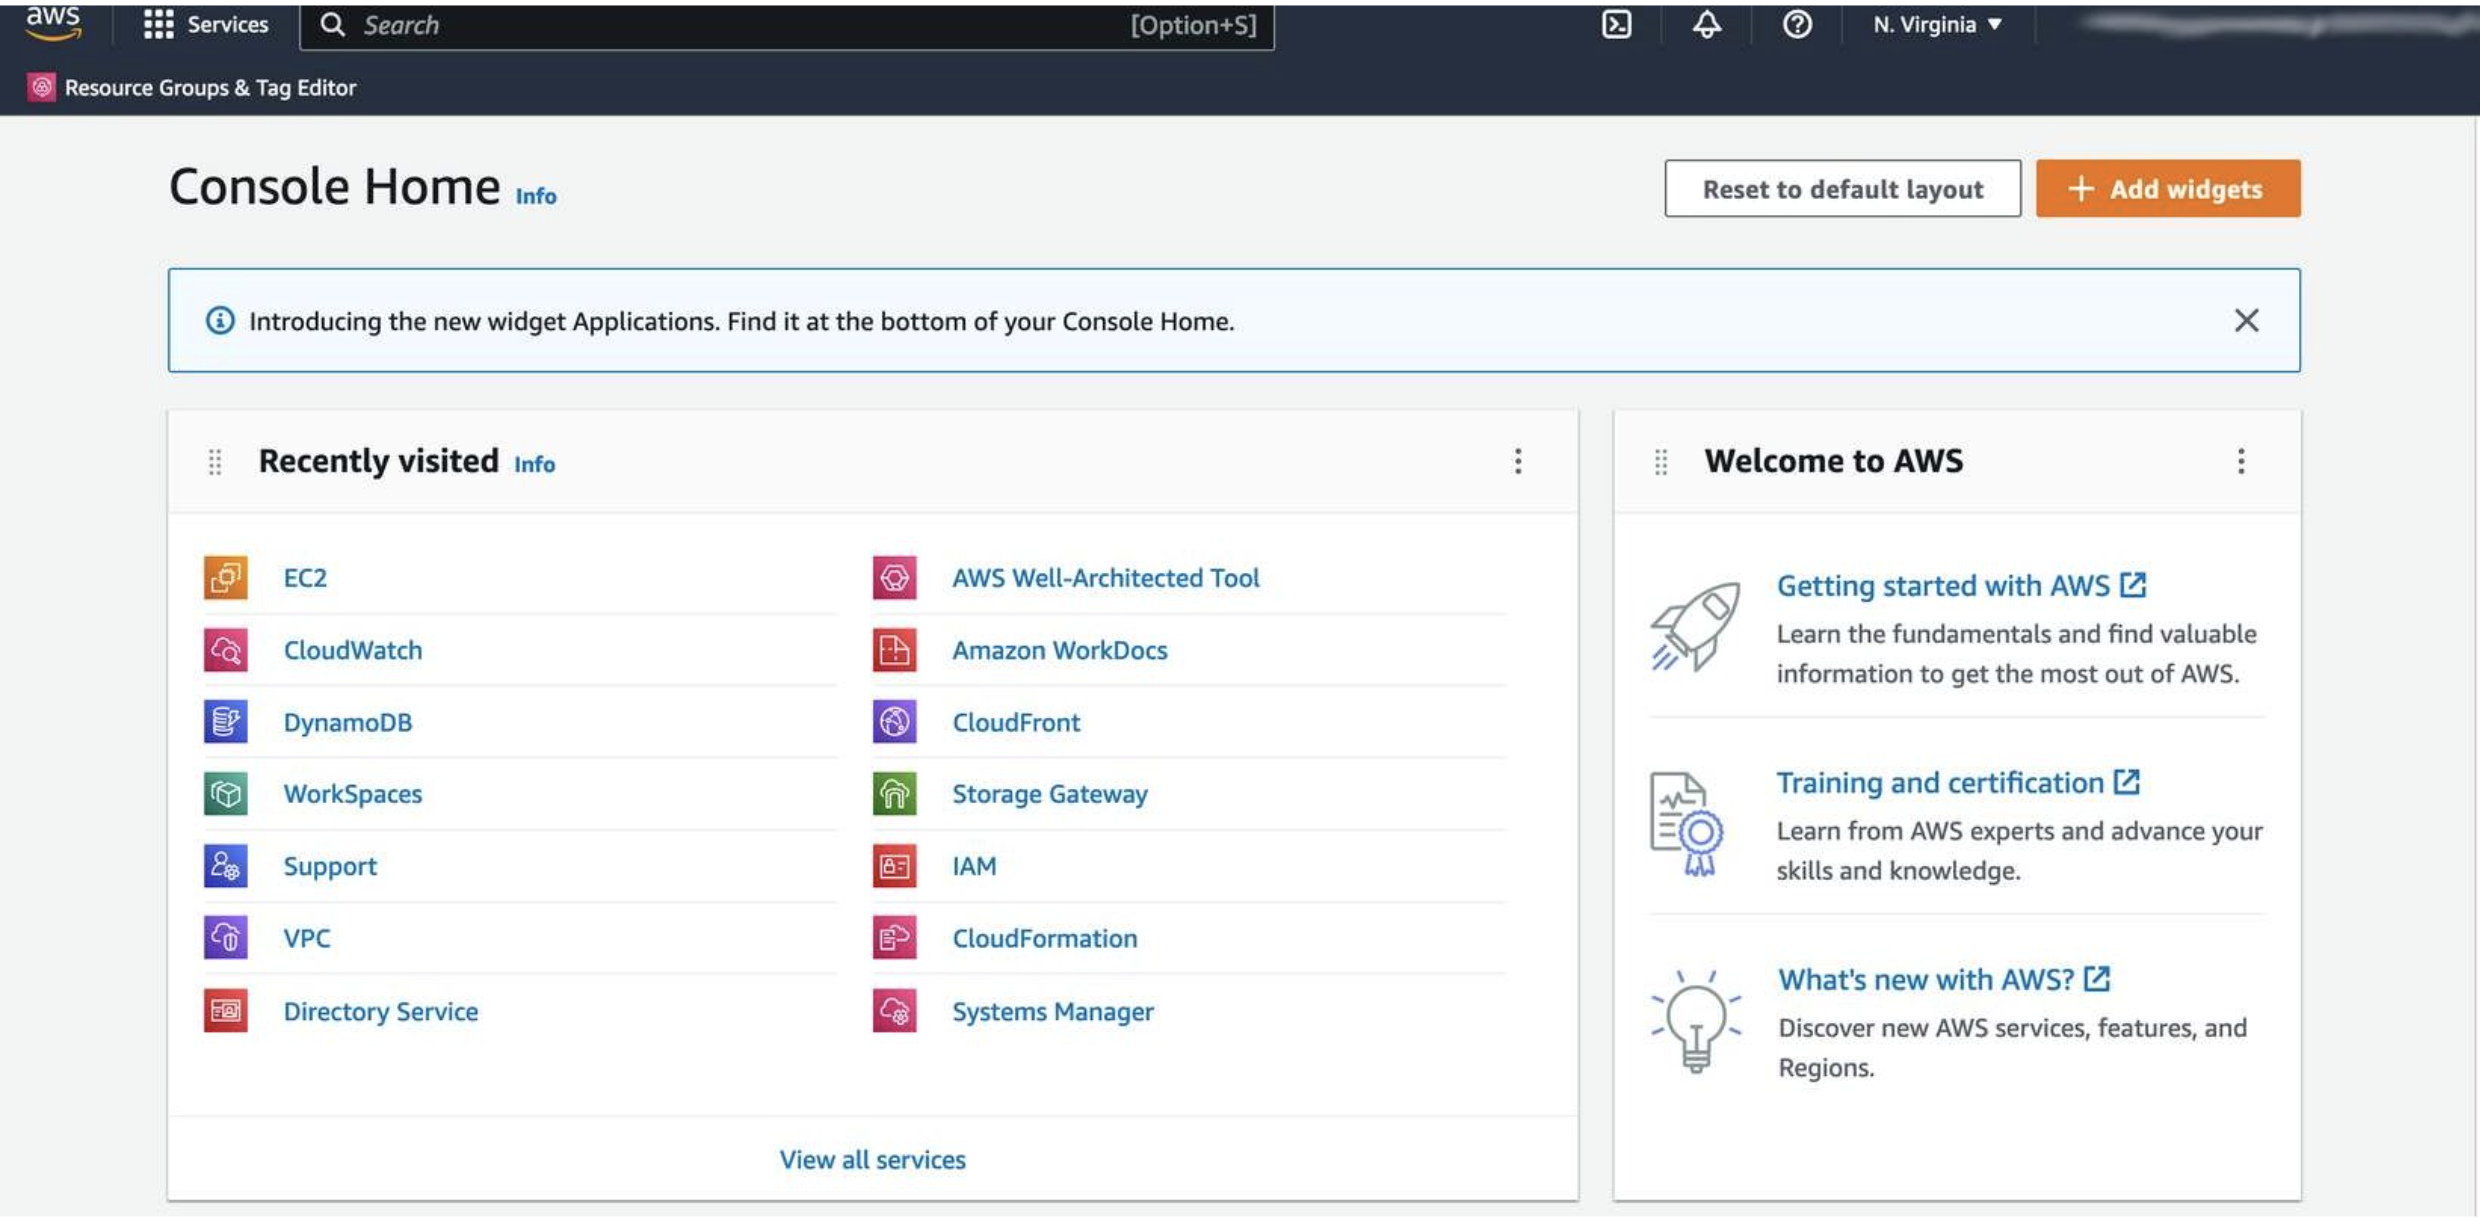 aws
Services
Search
[Option+S]
N. Virginia
Resource Groups & Tag Editor
Console Home Info
Reset to default layout
Add widgets
Introducing the new widget Applications. Find it at the bottom of your Console Home.
Recently visited Info
EC2
CloudWatch
DynamoDB
WorkSpaces
Support
VPC
Directory Service
AWS Well-Architected Tool
Amazon WorkDocs
CloudFront
Storage Gateway
IAM
CloudFormation
Systems Manager
View all services
Welcome to AWS
Getting started with AWS
Learn the fundamentals and find valuable
information to get the most out of AWS.
Training and certification
Learn from AWS experts and advance your
skills and knowledge.
What's new with AWS?
Discover new AWS services, features, and
Regions.